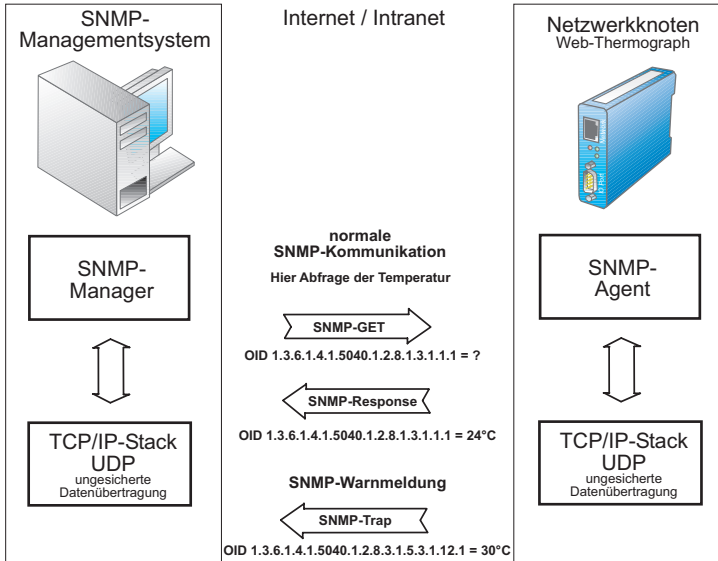 SNMP-
Managementsystem
SNMP-
Manager
TCP/IP-Stack
UDP
ungesicherte
Datenübertragung
Internet / Intranet
normale
SNMP-Kommunikation
Hier Abfrage der Temperatur
SNMP-GET
OID 1.3.6.1.4.1.5040.1.2.8.1.3.1.1.1 = ?
SNMP-Response
OID 1.3.6.1.4.1.5040.1.2.8.1.3.1.1.1 = 24°C
SNMP-Warnmeldung
SNMP-Trap
OID 1.3.6.1.4.1.5040.1.2.8.3.1.5.3.1.12.1 = 30°C
Netzwerkknoten
Web-Thermograph
SNMP-
Agent
TCP/IP-Stack
UDP
ungesicherte
Datenübertragung